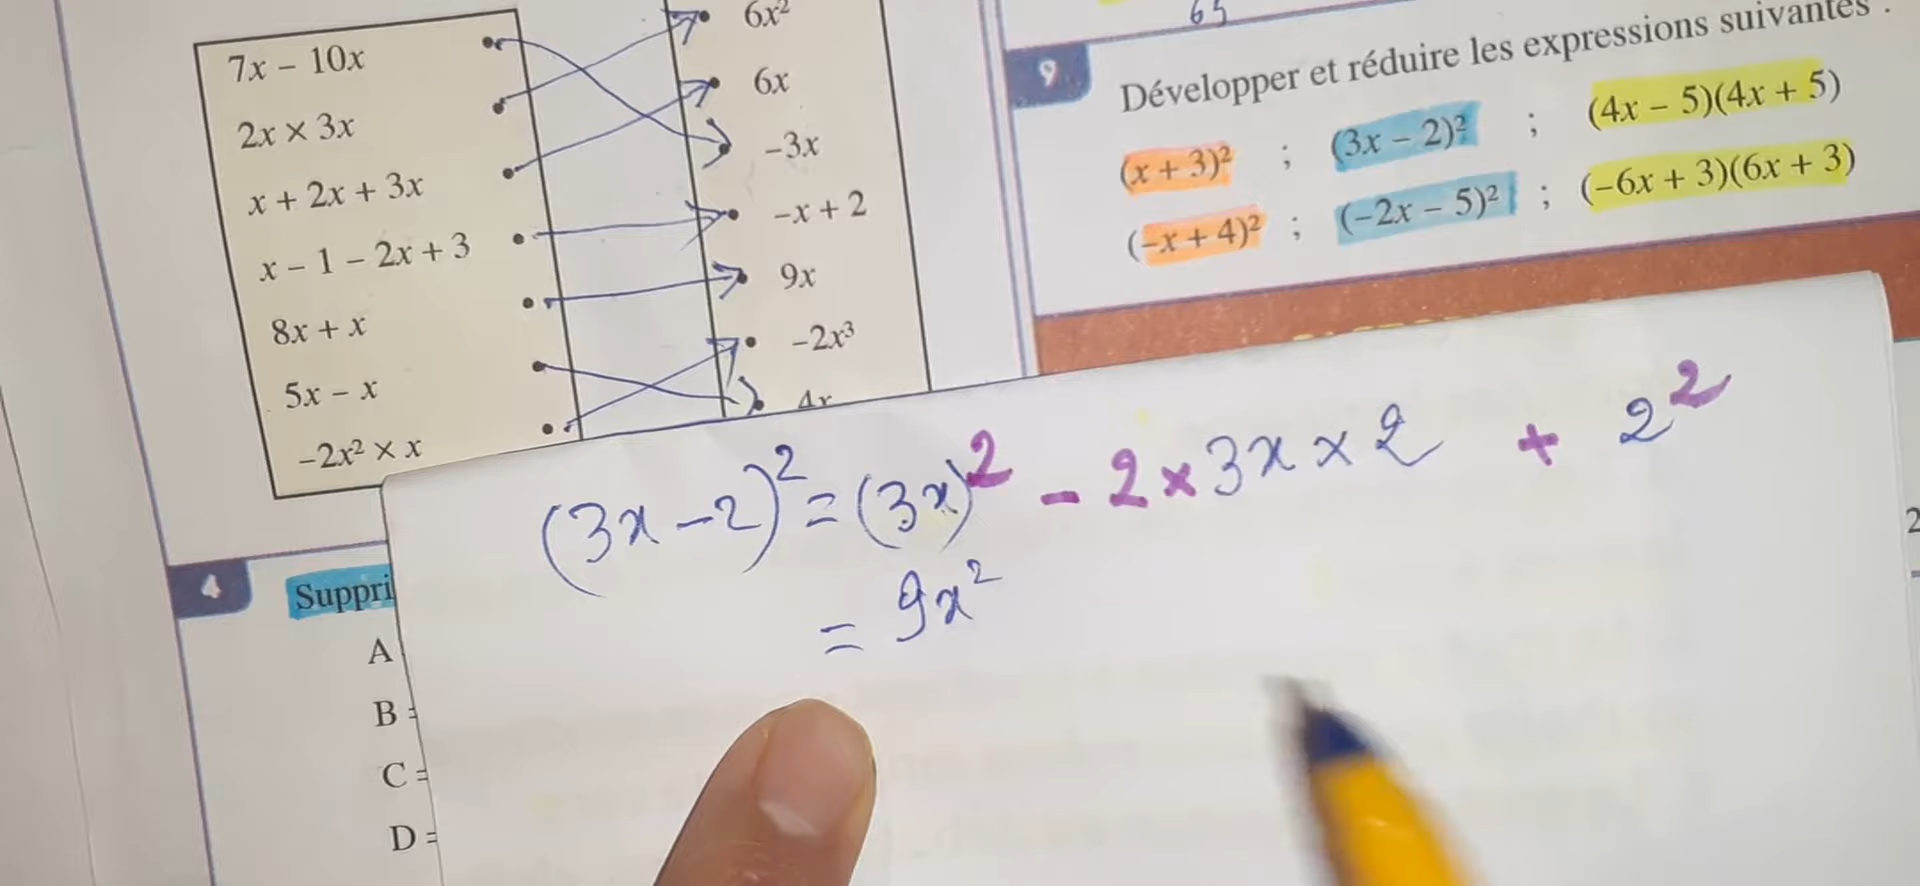 7x – 10x
2x × 3x
x + 2x + 3x
x – 1 – 2x + 3
8x + x
5x – x
-2x² × x
6x²
6x
-3x
-x + 2
9x
-2x³
4x
9 Développer et réduire les expressions suivantes :
(x + 3)² ; (3x – 2)² ; (4x – 5)(4x + 5)
(-x + 4)² ; (-2x – 5)² ; (-6x + 3)(6x + 3)
(3x-2)² = (3x)² - 2 × 3x × 2 + 2²
= 9x²
4 Suppri
A
B =
C =
D =
2